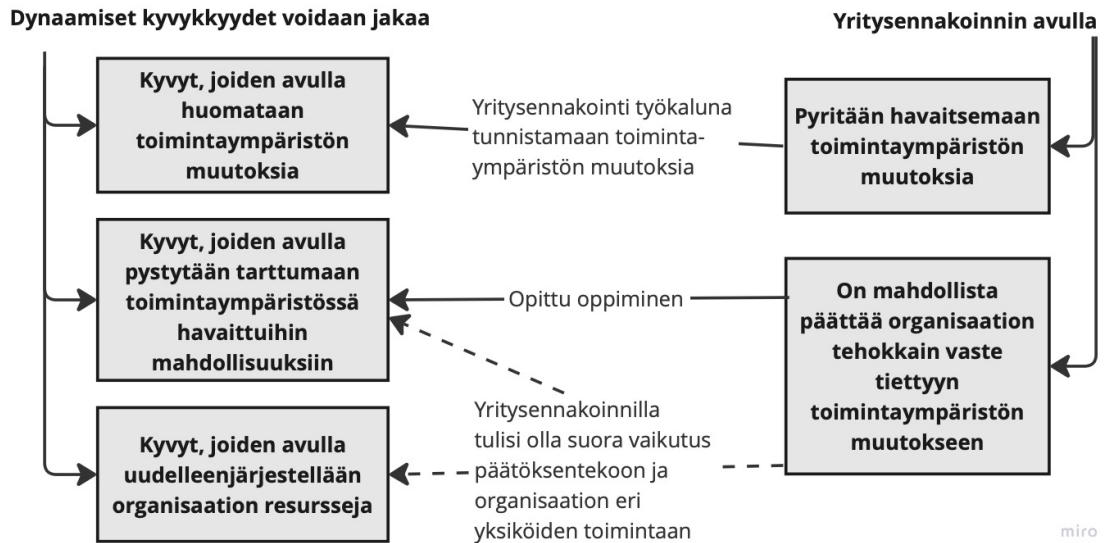 Dynaamiset kyvykkyydet voidaan jakaa
Yritysennakoinnin avulla
Kyvyt, joiden avulla
huomataan
toimintaympäristön
muutoksia
Yritysennakointi työkaluna
tunnistamaan toiminta-
ympäristön muutoksia
Pyritään havaitsemaan
toimintaympäristön
muutoksia
Kyvyt, joiden avulla
pystytään tarttumaan
toimintaympäristössä
havaittuihin
mahdollisuuksiin
Opittu oppiminen
On mahdollista
päättää organisaation
tehokkain vaste
tiettyyn
toimintaympäristön
muutokseen
Kyvyt, joiden avulla
uudelleenjärjestellään
organisaation resursseja
Yritysennakoinnilla
tulisi olla suora vaikutus
päätöksentekoon ja
organisaation eri
yksiköiden toimintaan
miro